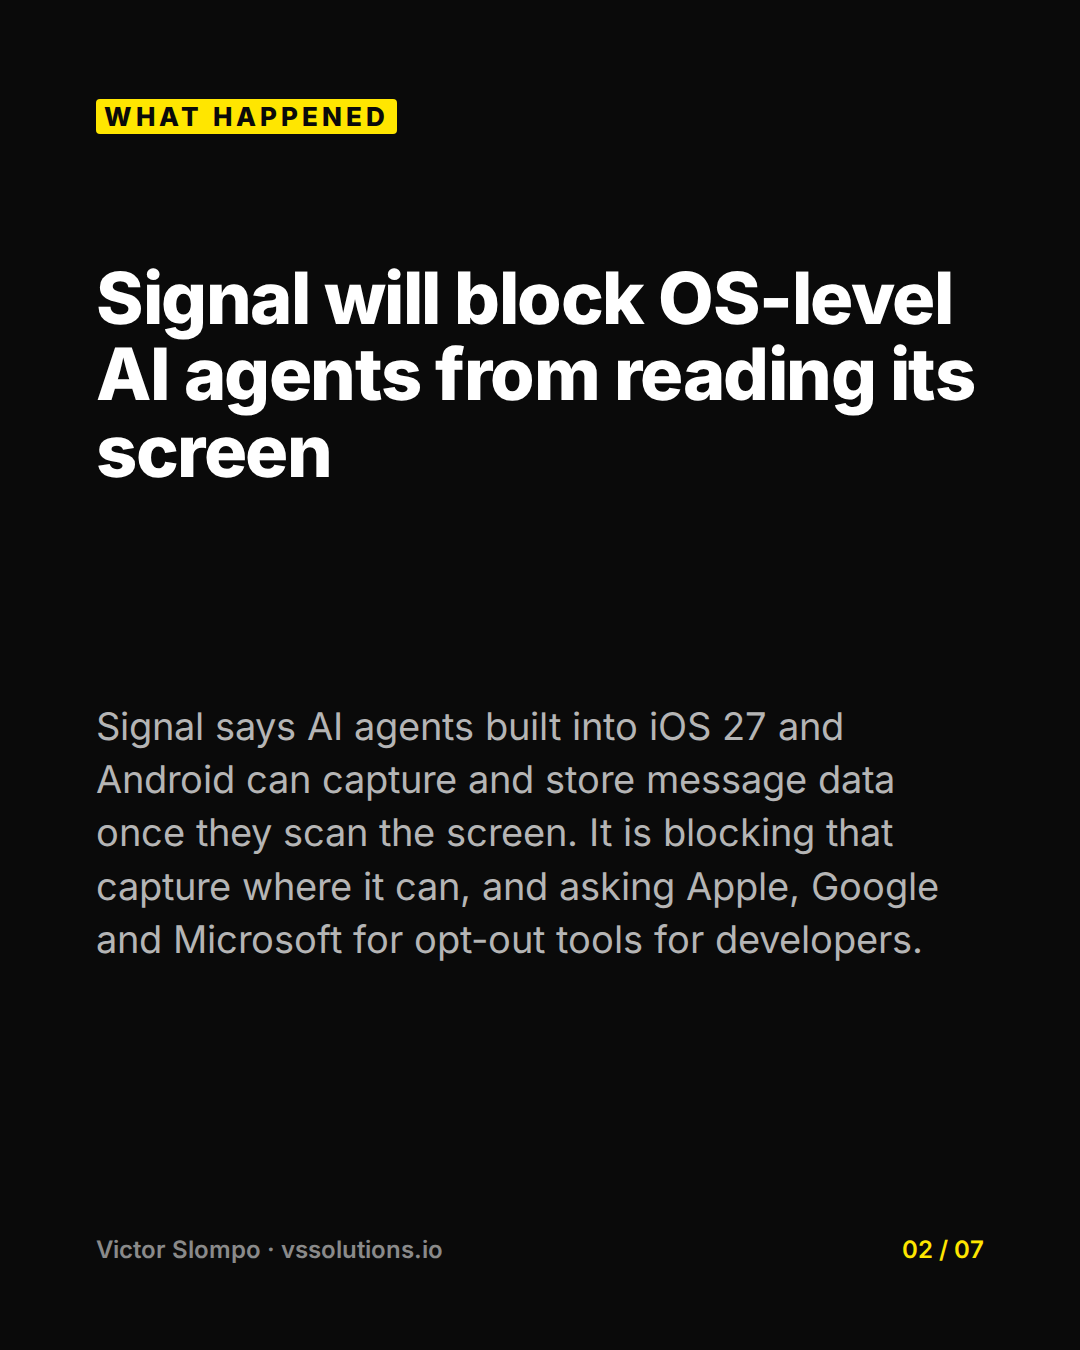 WHAT HAPPENED
Signal will block OS-level
AI agents from reading its
screen
Signal says AI agents built into iOS 27 and
Android can capture and store message data
once they scan the screen. It is blocking that
capture where it can, and asking Apple, Google
and Microsoft for opt-out tools for developers.
Victor Slompo · vssolutions.io
02 / 07